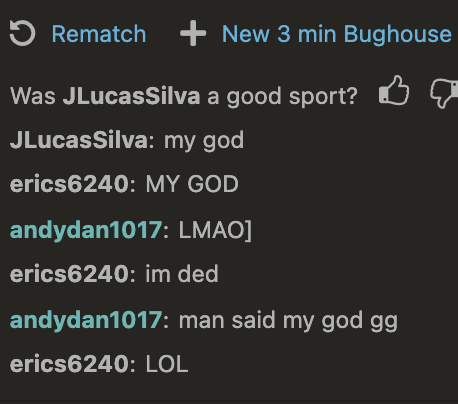 Rematch New 3 min Bughouse
Was JLucasSilva a good sport?
JLucasSilva: my god
erics6240: MY GOD
andydan1017: LMAO]
erics6240: im ded
andydan1017: man said my god gg
erics6240: LOL